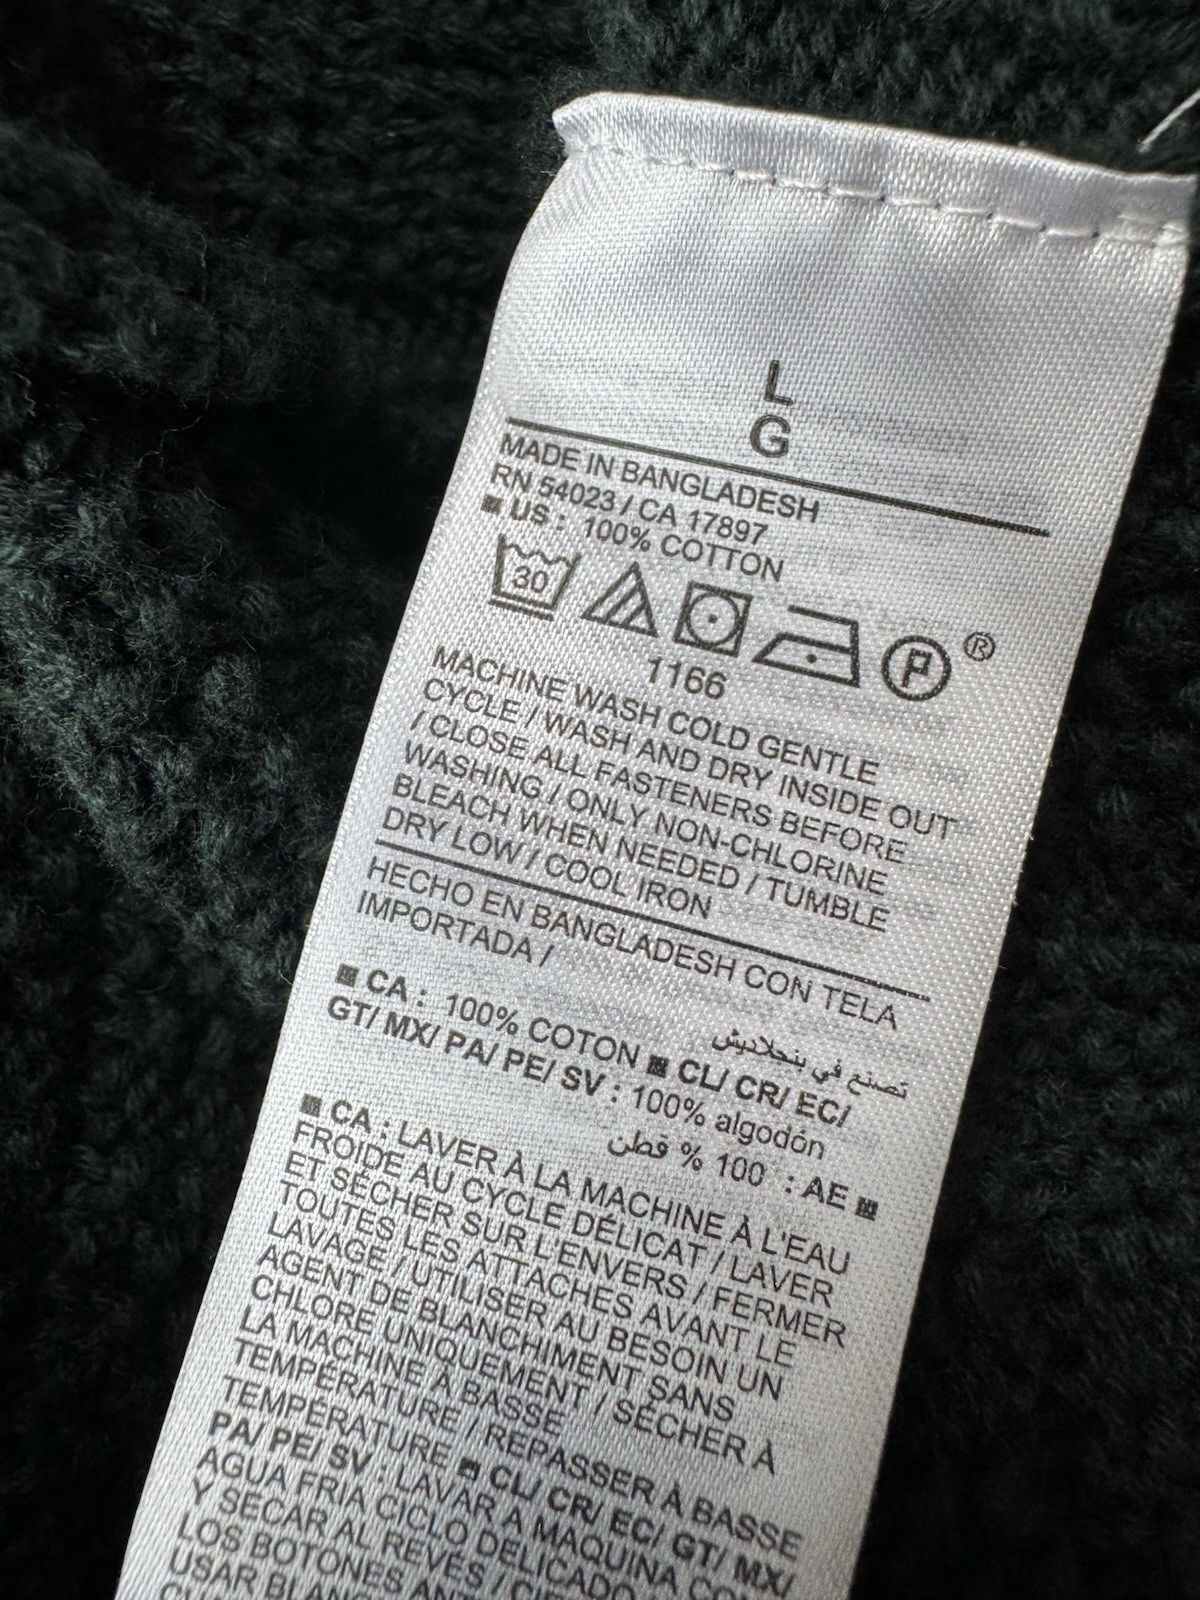 L
G
MADE IN BANGLADESH
RN 54023 / CA 17897
■ US : 100% COTTON
30
®
1166
MACHINE WASH COLD GENTLE
CYCLE / WASH AND DRY INSIDE OUT
/ CLOSE ALL FASTENERS BEFORE
WASHING / ONLY NON-CHLORINE
BLEACH WHEN NEEDED / TUMBLE
DRY LOW / COOL IRON
HECHO EN BANGLADESH CON TELA
IMPORTADA /
تصنع في بنجلاديش
■ CA : 100% COTON ■ CL/ CR/ EC/
GT/ MX/ PA/ PE/ SV : 100% algodón
■ AE : 100 % قطن
■ CA : LAVER À LA MACHINE À L'EAU
FROIDE AU CYCLE DÉLICAT / LAVER
ET SÉCHER SUR L'ENVERS / FERMER
TOUTES LES ATTACHES AVANT LE
LAVAGE / UTILISER AU BESOIN UN
AGENT DE BLANCHIMENT SANS
CHLORE UNIQUEMENT / SÉCHER À
LA MACHINE À BASSE
TEMPÉRATURE / REPASSER À BASSE
TEMPÉRATURE ■ CL/ CR/ EC/ GT/ MX/
PA/ PE/ SV : LAVAR A MAQUINA CON
AGUA FRIA CICLO DELICADO
Y SECAR AL REVÉS /
LOS BOTONES
USAR